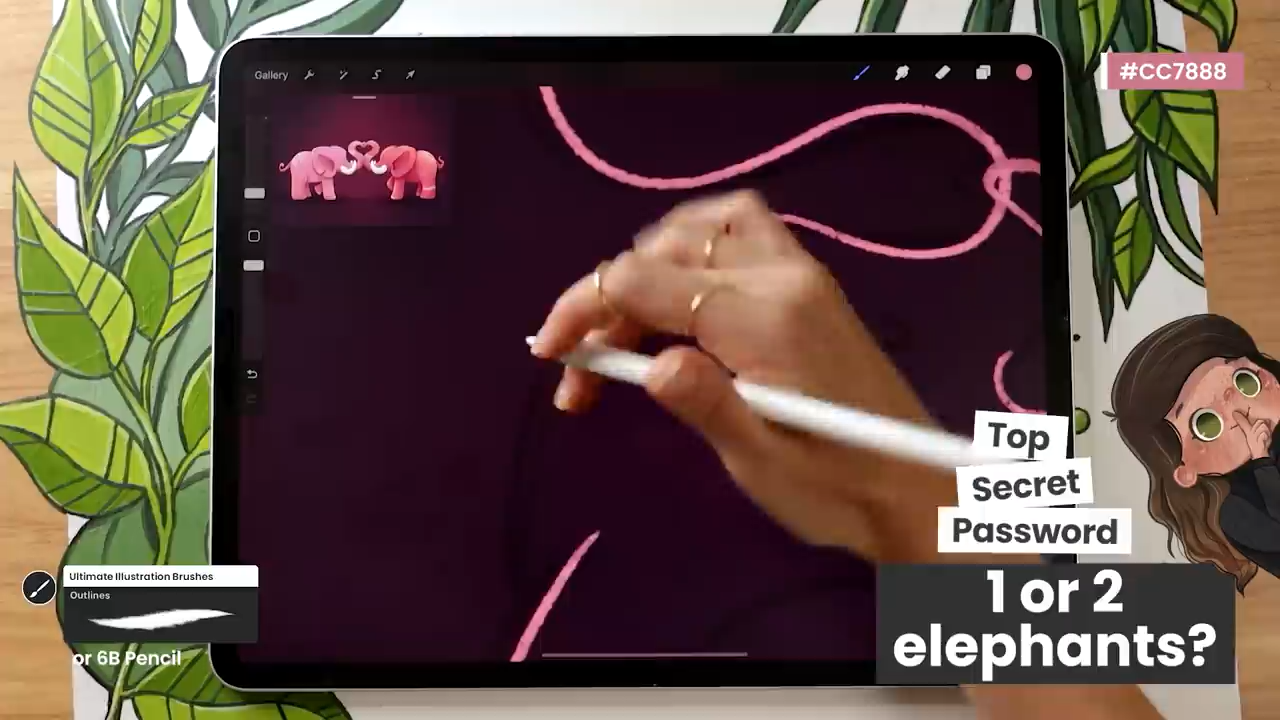 Gallery
#CC7888
Top
Secret
Password
1 or 2
elephants?
Ultimate Illustration Brushes
Outlines
or 6B Pencil